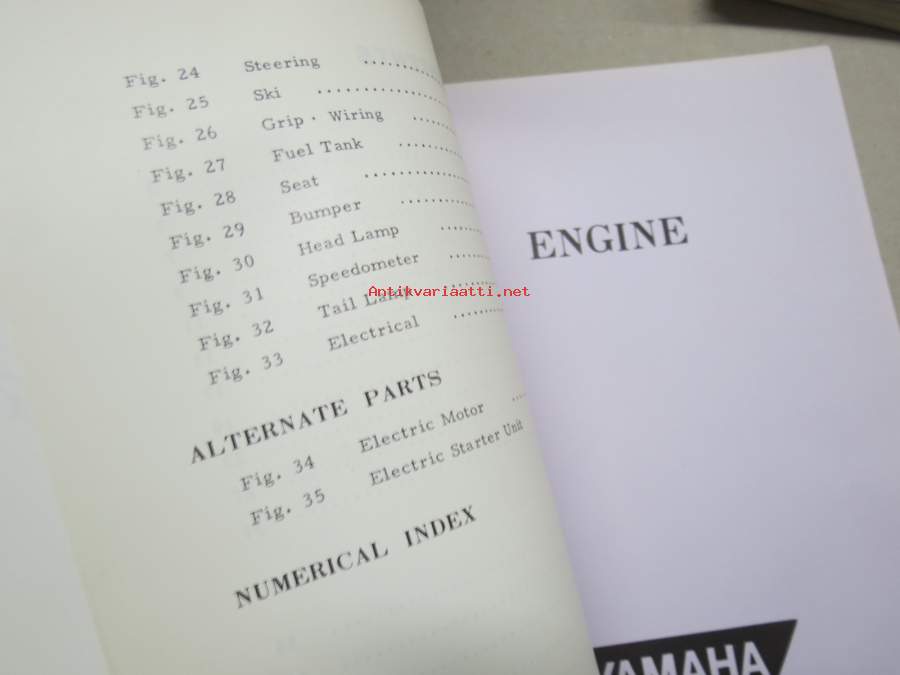 Fig. 24 Steering ............
Fig. 25 Ski ..................
Fig. 26 Grip · Wiring ......
Fig. 27 Fuel Tank .........
Fig. 28 Seat ...............
Fig. 29 Bumper ...........
Fig. 30 Head Lamp ......
Fig. 31 Speedometer .....
Fig. 32 Tail Lamp ........
Fig. 33 Electrical ........
ALTERNATE PARTS
Fig. 34 Electric Motor ...
Fig. 35 Electric Starter Unit
NUMERICAL INDEX
ENGINE
YAMAHA
Antikvariaatti.net